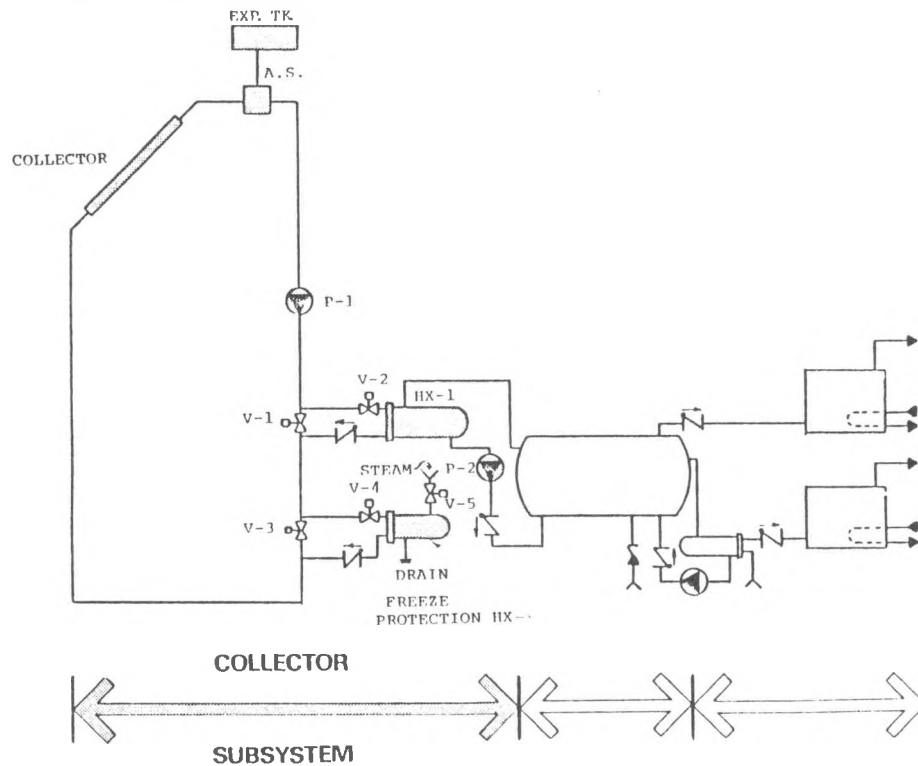 EXP. TK.
A.S.
COLLECTOR
P-1
V-2
HX-1
V-1
STEAM
P-2
V-4
V-5
V-3
DRAIN
FREEZE
PROTECTION HX-
COLLECTOR
SUBSYSTEM